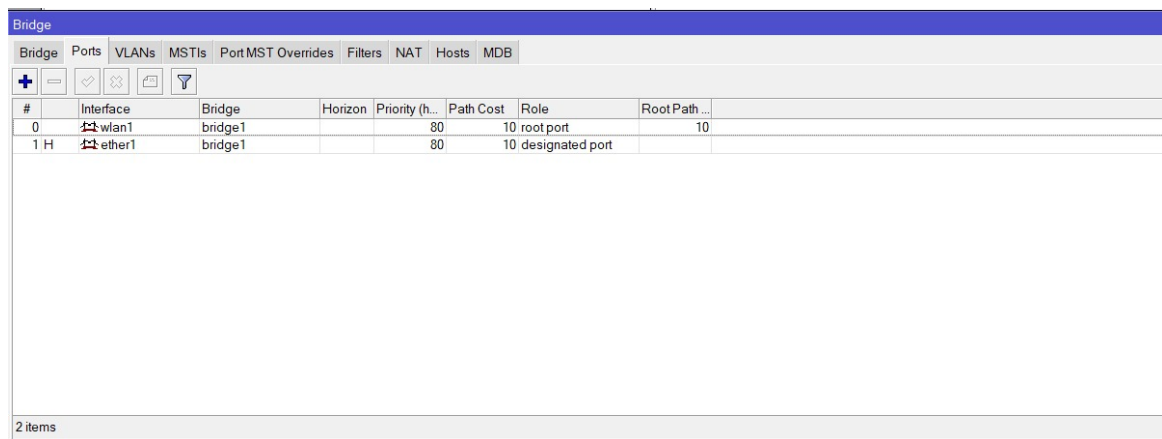 Bridge
Bridge Ports VLANs MSTIs Port MST Overrides Filters NAT Hosts MDB
# Interface Bridge Horizon Priority (h... Path Cost Role Root Path ...
0 wlan1 bridge1 80 10 root port 10
1 H ether1 bridge1 80 10 designated port
2 items